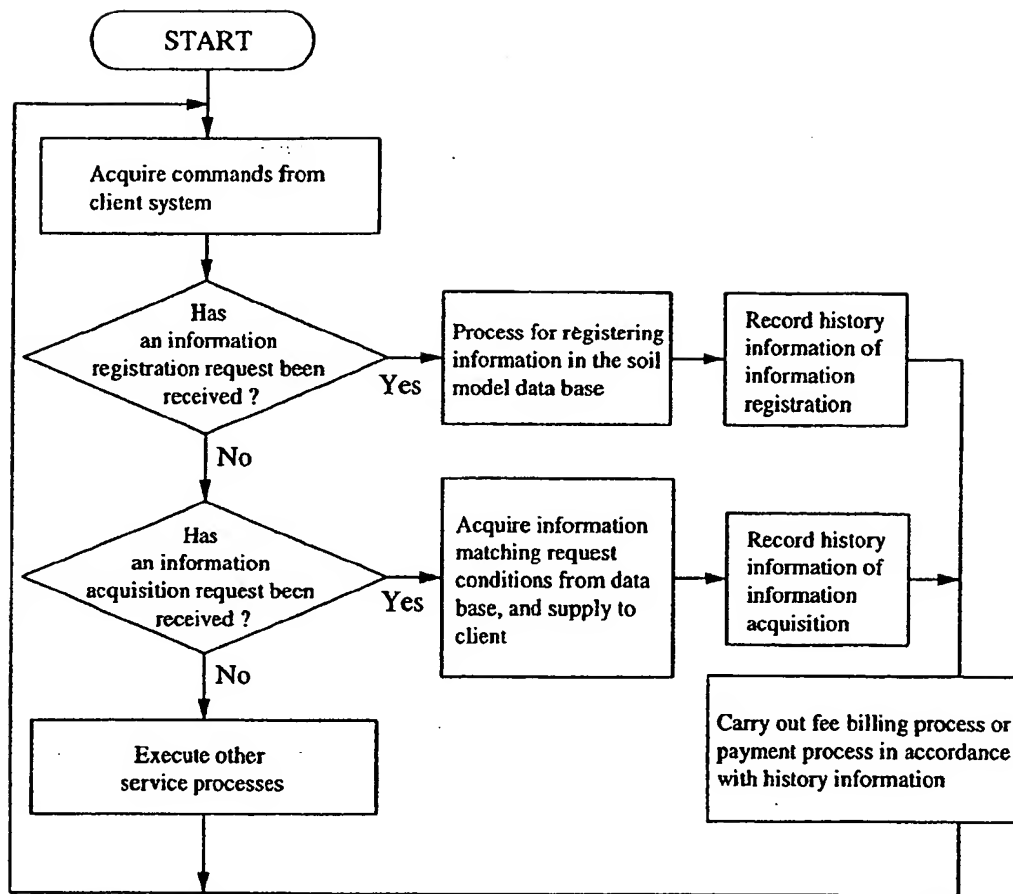 START
Acquire commands from
client system
Has
an information
registration request been
received ?
Yes
Process for registering
information in the soil
model data base
Record history
information of
information
registration
No
Has
an information
acquisition request been
received ?
Yes
Acquire information
matching request
conditions from data
base, and supply to
client
Record history
information of
information
acquisition
No
Execute other
service processes
Carry out fee billing process or
payment process in accordance
with history information